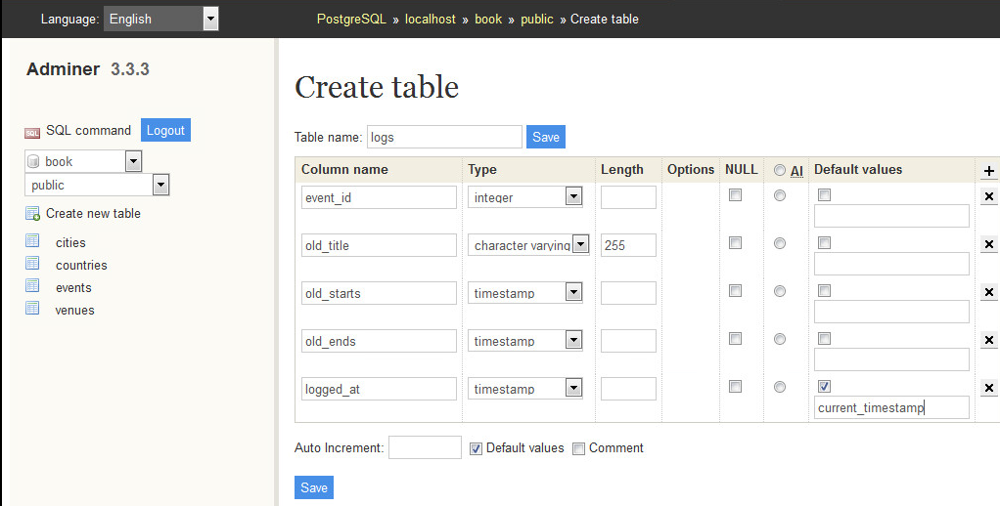 Language: English PostgreSQL » localhost » book » public » Create table
Adminer 3.3.3
SQL SQL command Logout
book
public
Create new table
cities
countries
events
venues
Create table
Table name: logs Save
Column name Type Length Options NULL AI Default values
event_id integer
old_title character varying 255
old_starts timestamp
old_ends timestamp
logged_at timestamp
current_timestamp
Auto Increment: Default values Comment
Save